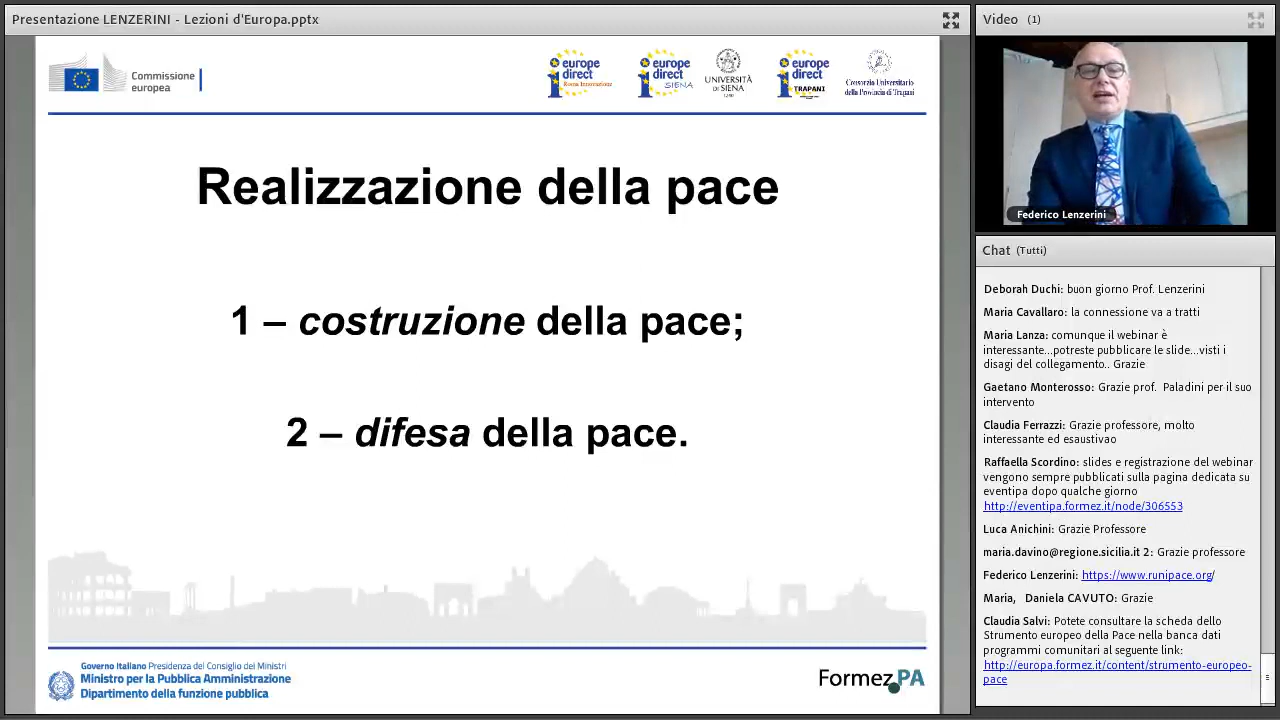 Presentazione LENZERINI - Lezioni d'Europa.pptx
Commissione
europea
europe
direct
Roma Innovazione
europe
direct
SIENA
UNIVERSITÀ
DI SIENA
1240
europe
direct
TRAPANI
Consorzio Universitario
della Provincia di Trapani
Realizzazione della pace
1 – costruzione della pace;
2 – difesa della pace.
Governo Italiano Presidenza del Consiglio dei Ministri
Ministro per la Pubblica Amministrazione
Dipartimento della funzione pubblica
Formez PA
Video (1)
Federico Lenzerini
Chat (Tutti)
Deborah Duchi: buon giorno Prof. Lenzerini
Maria Cavallaro: la connessione va a tratti
Maria Lanza: comunque il webinar è
interessante...potreste pubblicare le slide...visti i
disagi del collegamento.. Grazie
Gaetano Monterosso: Grazie prof. Paladini per il suo
intervento
Claudia Ferrazzi: Grazie professore, molto
interessante ed esaustivao
Raffaella Scordino: slides e registrazione del webinar
vengono sempre pubblicati sulla pagina dedicata su
eventipa dopo qualche giorno
http://eventipa.formez.it/node/306553
Luca Anichini: Grazie Professore
maria.davino@regione.sicilia.it 2: Grazie professore
Federico Lenzerini: https://www.runipace.org/
Maria, Daniela CAVUTO: Grazie
Claudia Salvi: Potete consultare la scheda dello
Strumento europeo della Pace nella banca dati
programmi comunitari al seguente link:
http://europa.formez.it/content/strumento-europeo-
pace